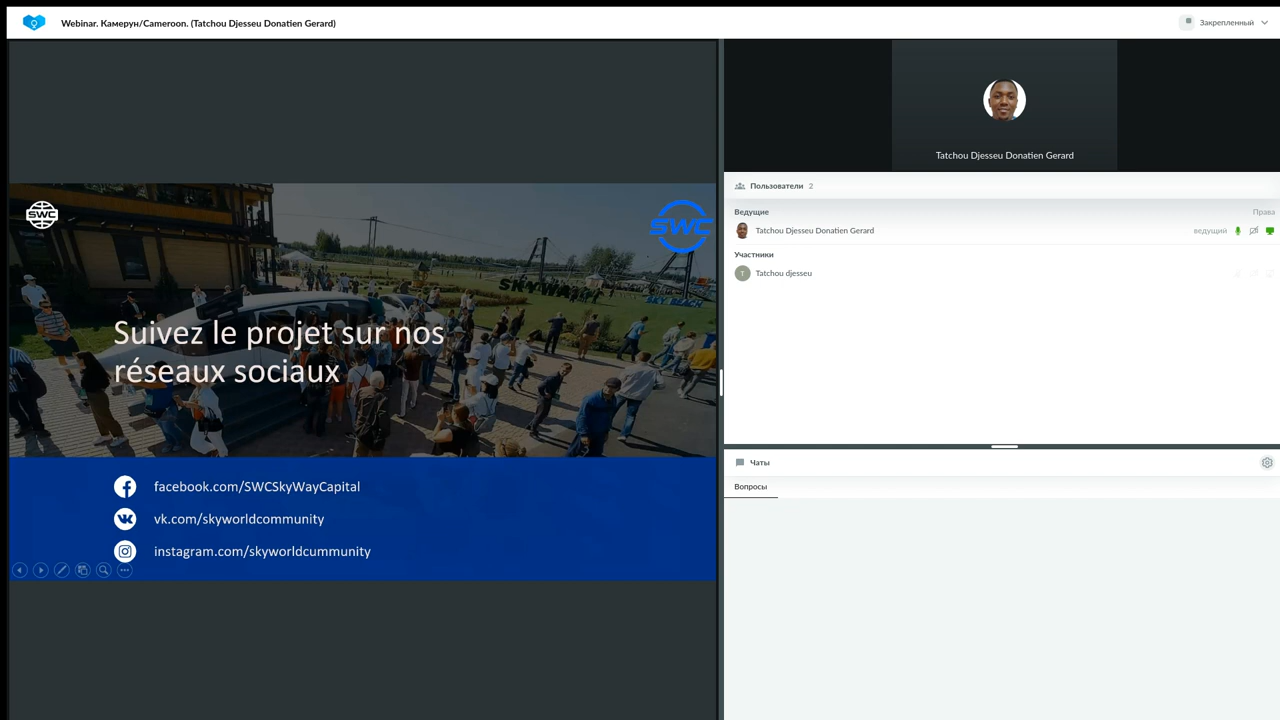 Webinar. Камерун/Cameroon. (Tatchou Djesseu Donatien Gerard)
Закрепленный
SWC
SWC
SKYWAY
Suivez le projet sur nos
réseaux sociaux
facebook.com/SWCSkyWayCapital
vk.com/skyworldcommunity
instagram.com/skyworldcummunity
Tatchou Djesseu Donatien Gerard
Пользователи 2
Ведущие Права
Tatchou Djesseu Donatien Gerard ведущий
Участники
T Tatchou djesseu
Чаты
Вопросы